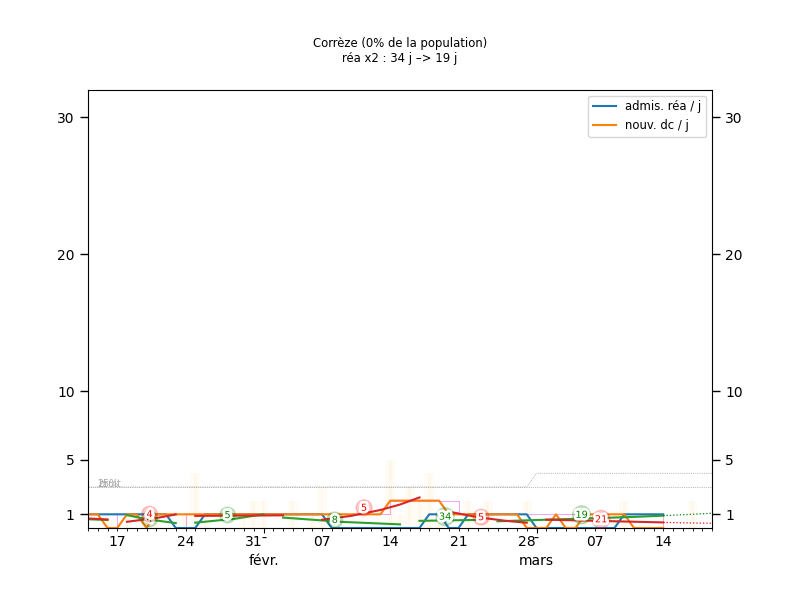 Corrèze (0% de la population)
réa x2 : 34 j –> 19 j
admis. réa / j
nouv. dc / j
30 30
20 20
10 10
5 5
1 1
4 5 8 5 34 5 19 21
17 24 31 07 14 21 28 07 14
févr. mars